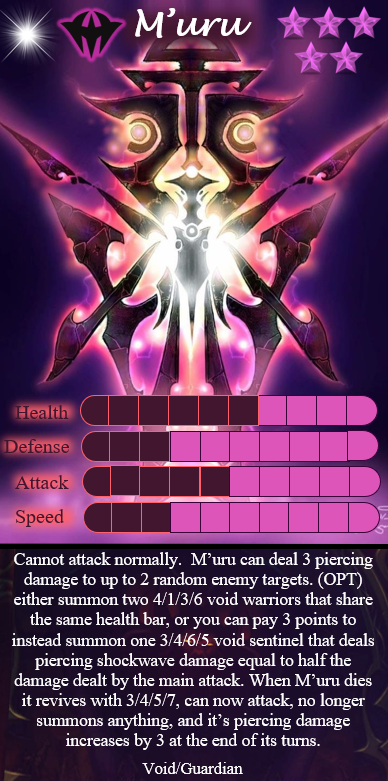 M'uru
Health
Defense
Attack
Speed
Cannot attack normally. M'uru can deal 3 piercing
damage to up to 2 random enemy targets. (OPT)
either summon two 4/1/3/6 void warriors that share
the same health bar, or you can pay 3 points to
instead summon one 3/4/6/5 void sentinel that deals
piercing shockwave damage equal to half the
damage dealt by the main attack. When M'uru dies
it revives with 3/4/5/7, can now attack, no longer
summons anything, and it's piercing damage
increases by 3 at the end of its turns.
Void/Guardian